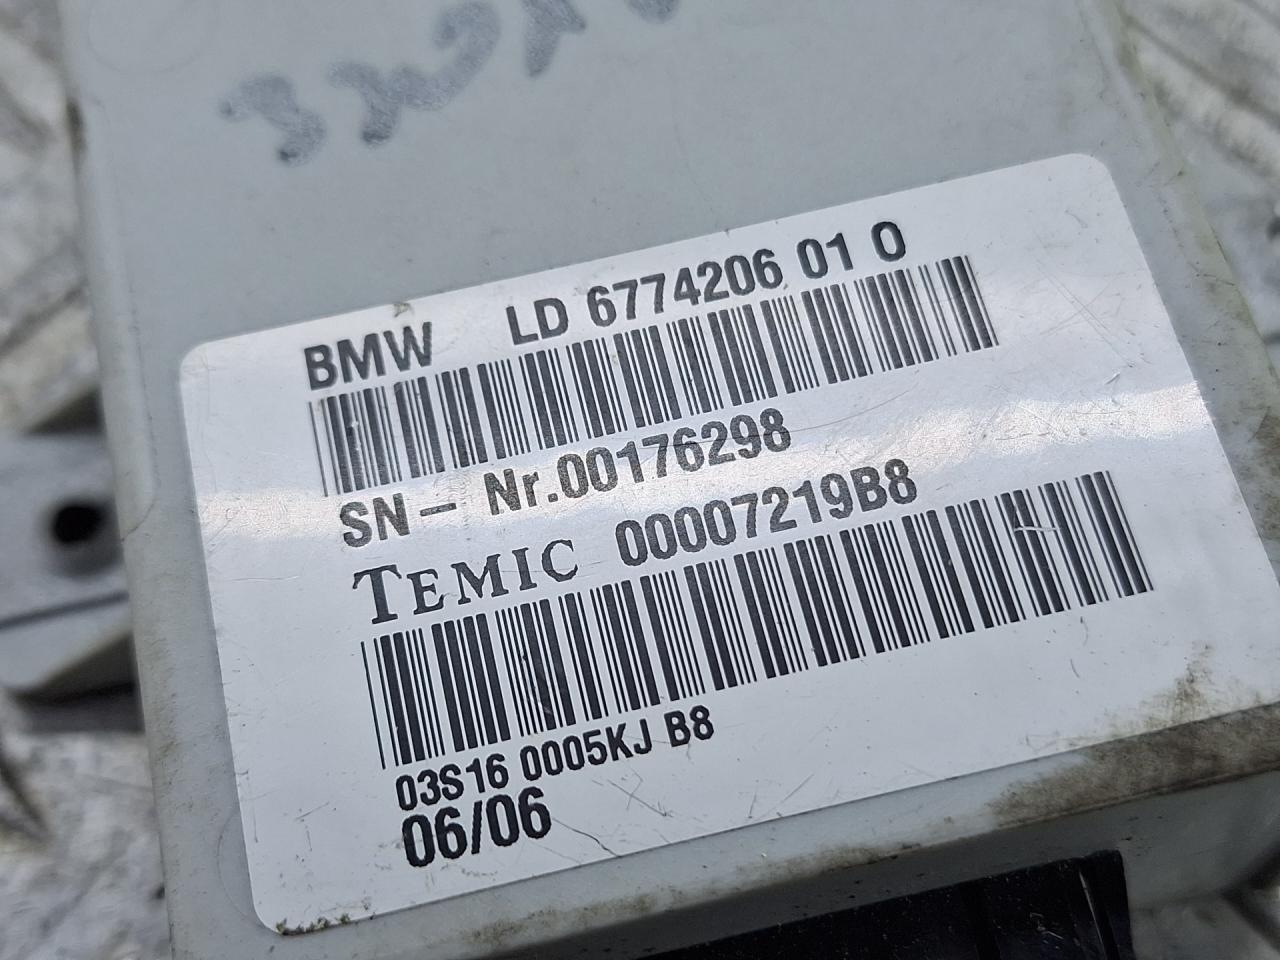 BMW LD 6774206 01 0
SN- Nr.00176298
TEMIC 00007219B8
03S16 0005KJ B8
06/06